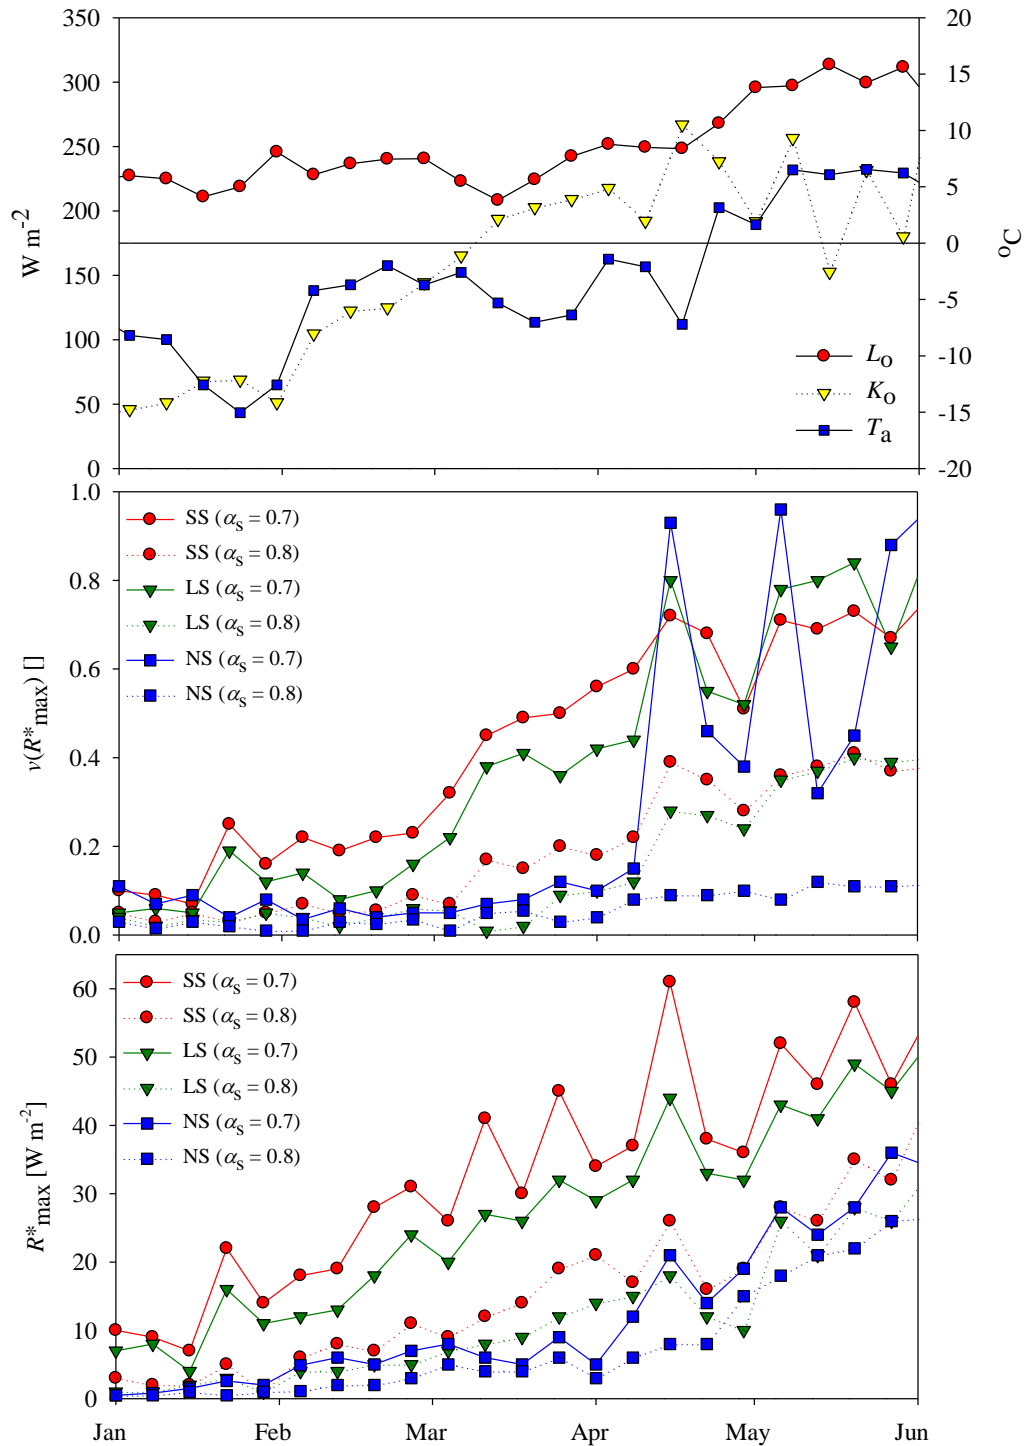 350
300
250
200
150
100
50
0
W m-2
20
15
10
5
0
-5
-10
-15
-20
oC
Lo
Ko
Ta
1.0
0.8
0.6
0.4
0.2
0.0
v(R*max) []
SS (αs = 0.7)
SS (αs = 0.8)
LS (αs = 0.7)
LS (αs = 0.8)
NS (αs = 0.7)
NS (αs = 0.8)
60
50
40
30
20
10
0
R*max [W m-2]
SS (αs = 0.7)
SS (αs = 0.8)
LS (αs = 0.7)
LS (αs = 0.8)
NS (αs = 0.7)
NS (αs = 0.8)
Jan Feb Mar Apr May Jun